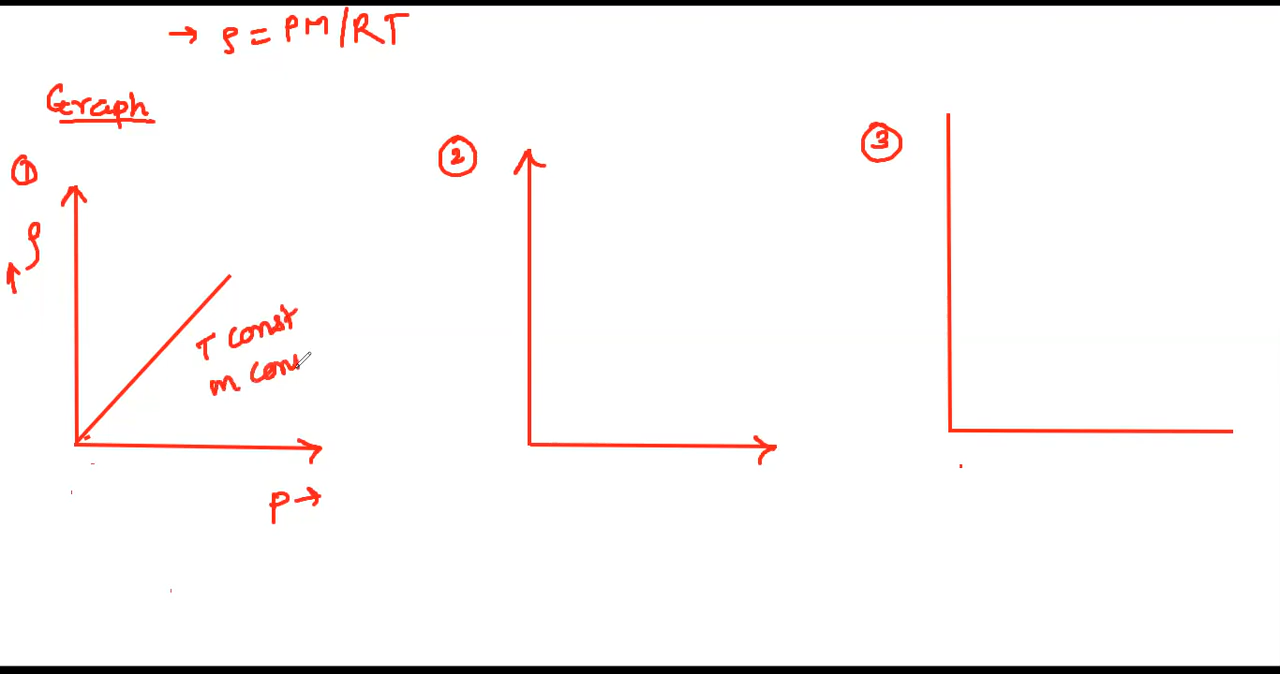 → ρ = PM/RT
Graph
①
②
③
↑ ρ
T const
m con
P →